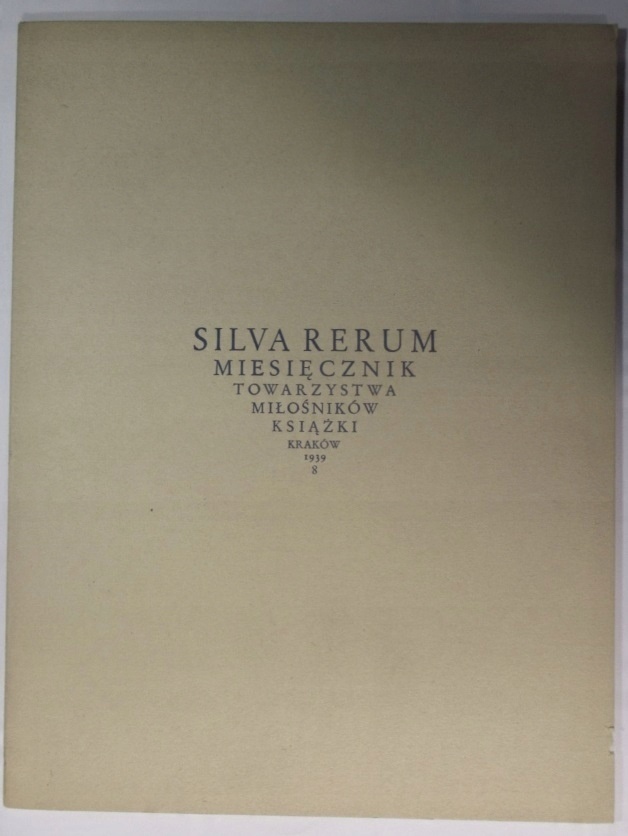 SILVA RERUM
MIESIĘCZNIK
TOWARZYSTWA
MIŁOŚNIKÓW
KSIĄŻKI
KRAKÓW
1939
8